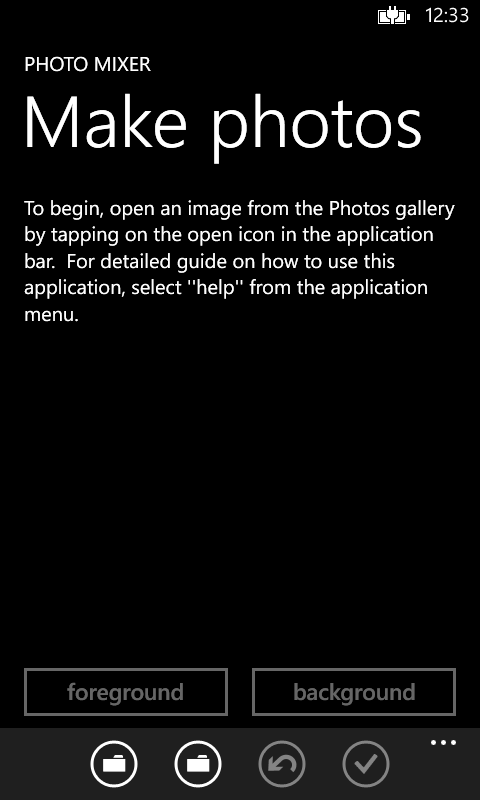 12:33
PHOTO MIXER
Make photos
To begin, open an image from the Photos gallery
by tapping on the open icon in the application
bar.  For detailed guide on how to use this
application, select "help" from the application
menu.
foreground background